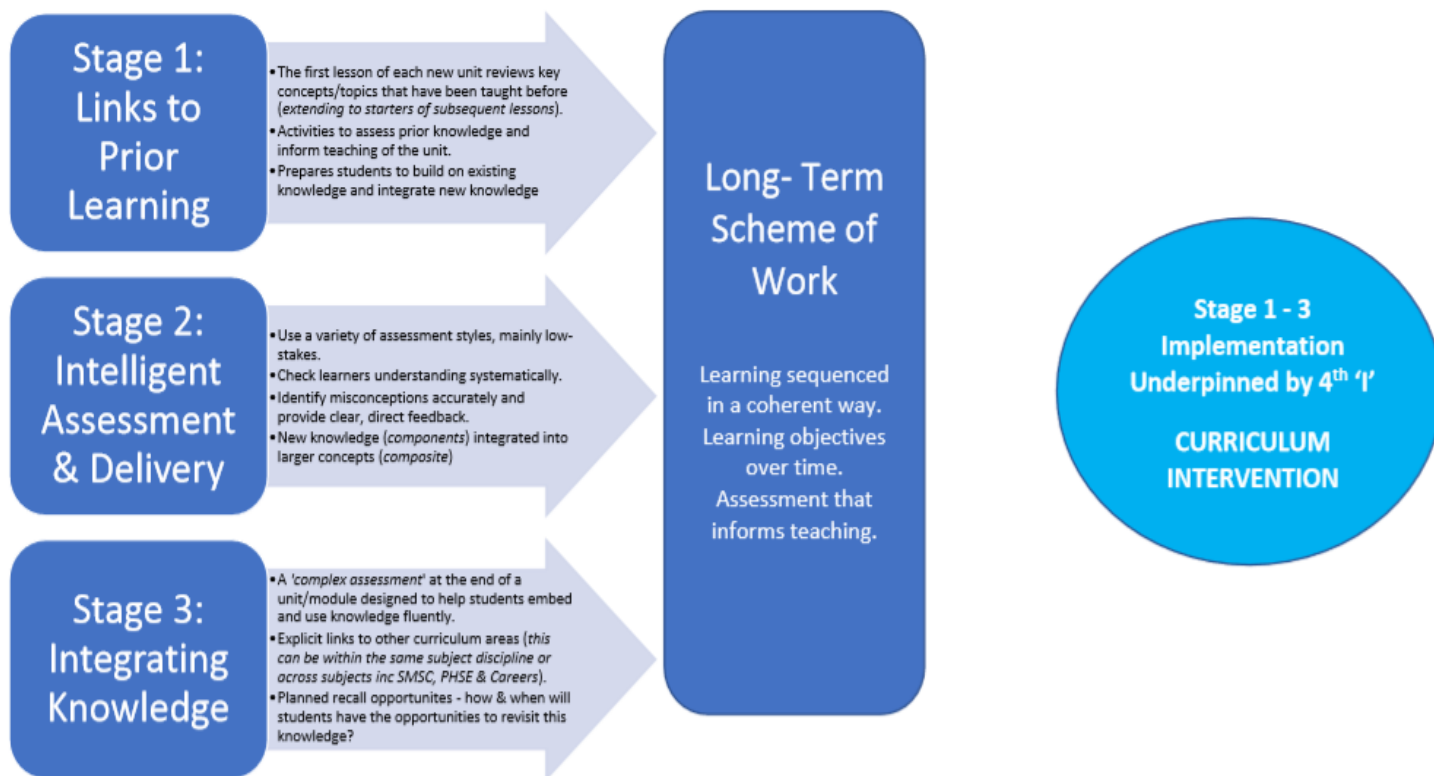 Stage 1:
Links to
Prior
Learning
•The first lesson of each new unit reviews key
concepts/topics that have been taught before
(extending to starters of subsequent lessons).
•Activities to assess prior knowledge and
inform teaching of the unit.
•Prepares students to build on existing
knowledge and integrate new knowledge
Stage 2:
Intelligent
Assessment
& Delivery
•Use a variety of assessment styles, mainly low-
stakes.
•Check learners understanding systematically.
•Identify misconceptions accurately and
provide clear, direct feedback.
•New knowledge (components) integrated into
larger concepts (composite)
Stage 3:
Integrating
Knowledge
•A 'complex assessment' at the end of a
unit/module designed to help students embed
and use knowledge fluently.
•Explicit links to other curriculum areas (this
can be within the same subject discipline or
across subjects inc SMSC, PHSE & Careers).
•Planned recall opportunites - how & when will
students have the opportunities to revisit this
knowledge?
Long- Term
Scheme of
Work
Learning sequenced
in a coherent way.
Learning objectives
over time.
Assessment that
informs teaching.
Stage 1 - 3
Implementation
Underpinned by 4th 'I'
CURRICULUM
INTERVENTION